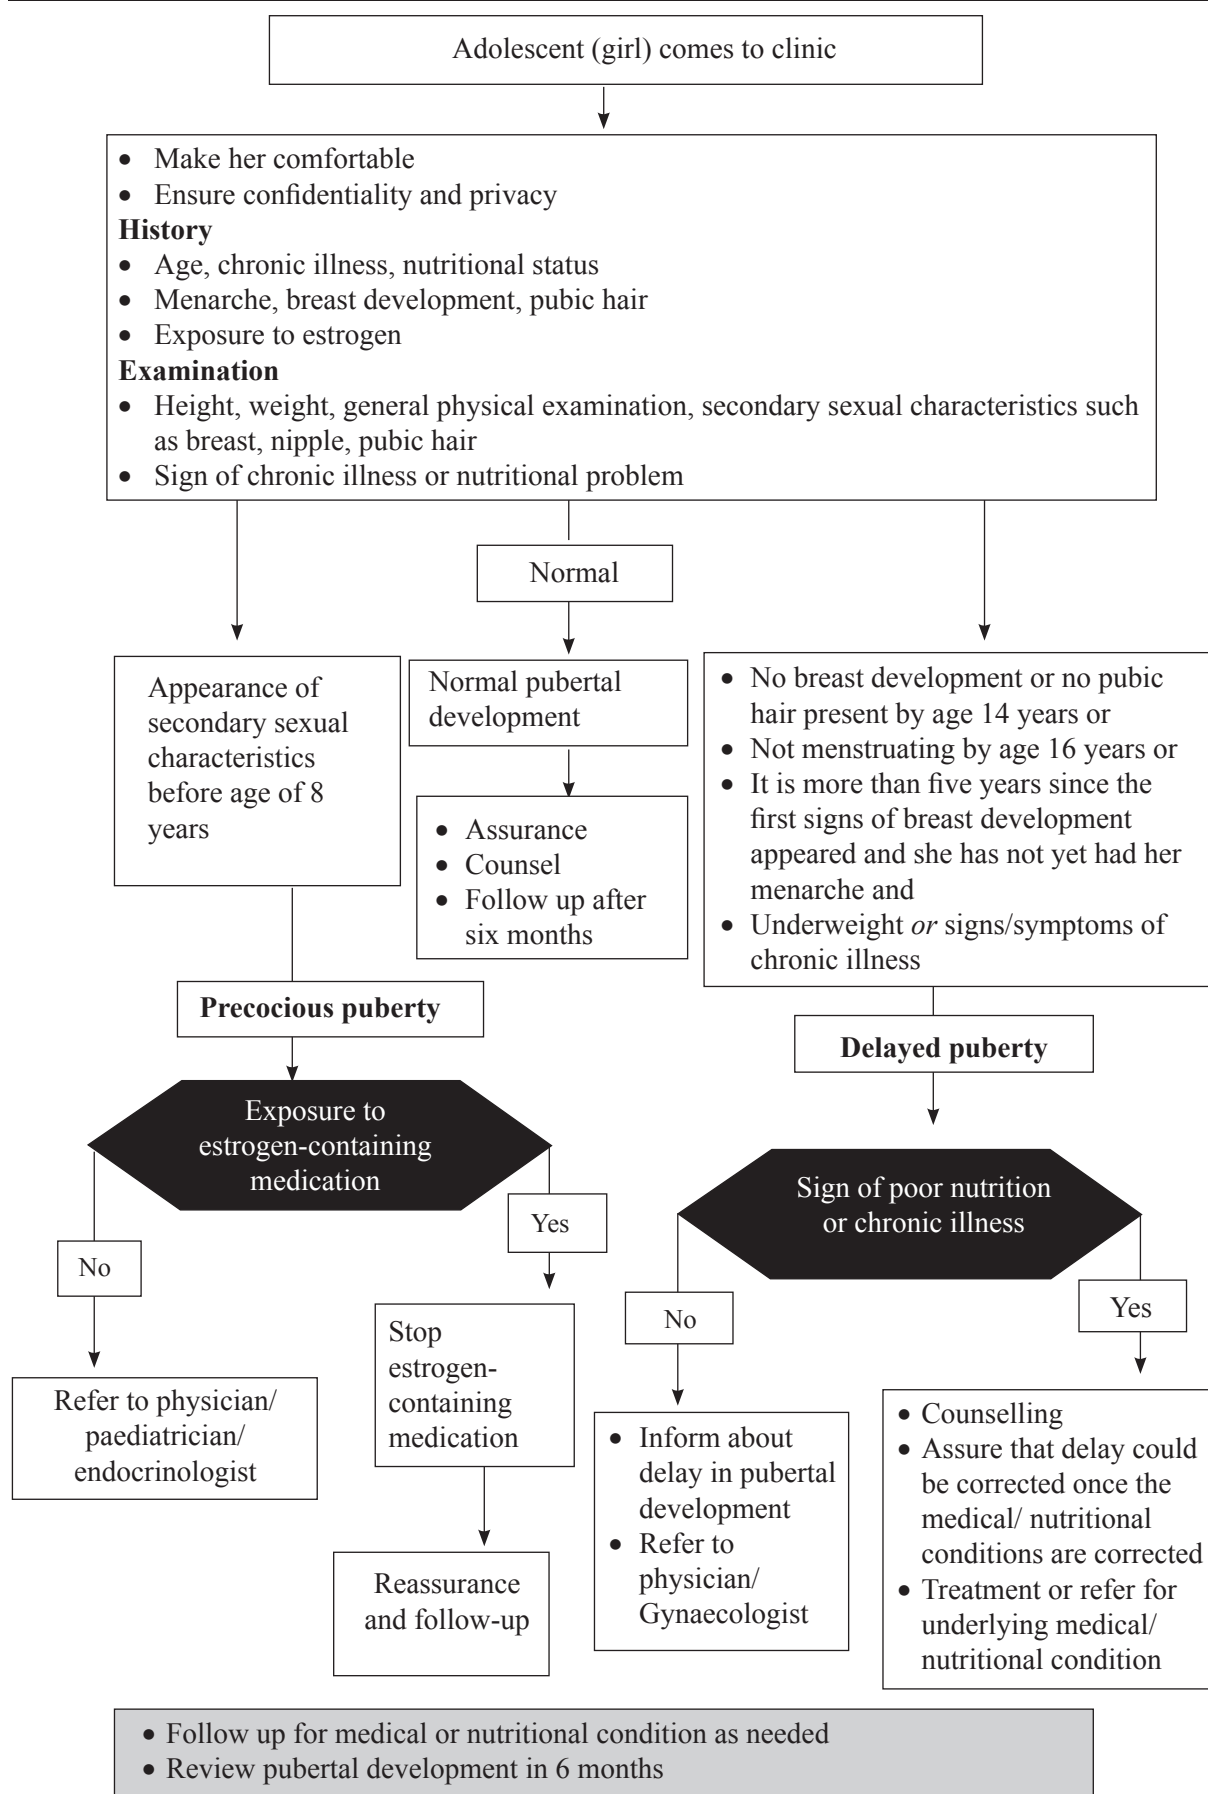 Adolescent (girl) comes to clinic
• Make her comfortable
• Ensure confidentiality and privacy
History
• Age, chronic illness, nutritional status
• Menarche, breast development, pubic hair
• Exposure to estrogen
Examination
• Height, weight, general physical examination, secondary sexual characteristics such
as breast, nipple, pubic hair
• Sign of chronic illness or nutritional problem
Normal
Appearance of
secondary sexual
characteristics
before age of 8
years
Normal pubertal
development
• Assurance
• Counsel
• Follow up after
six months
• No breast development or no pubic
hair present by age 14 years or
• Not menstruating by age 16 years or
• It is more than five years since the
first signs of breast development
appeared and she has not yet had her
menarche and
• Underweight or signs/symptoms of
chronic illness
Precocious puberty
Delayed puberty
Exposure to
estrogen-containing
medication
Sign of poor nutrition
or chronic illness
No
Yes
No
Yes
Refer to physician/
paediatrician/
endocrinologist
Stop
estrogen-
containing
medication
Reassurance
and follow-up
• Inform about
delay in pubertal
development
• Refer to
physician/
Gynaecologist
• Counselling
• Assure that delay could
be corrected once the
medical/ nutritional
conditions are corrected
• Treatment or refer for
underlying medical/
nutritional condition
• Follow up for medical or nutritional condition as needed
• Review pubertal development in 6 months